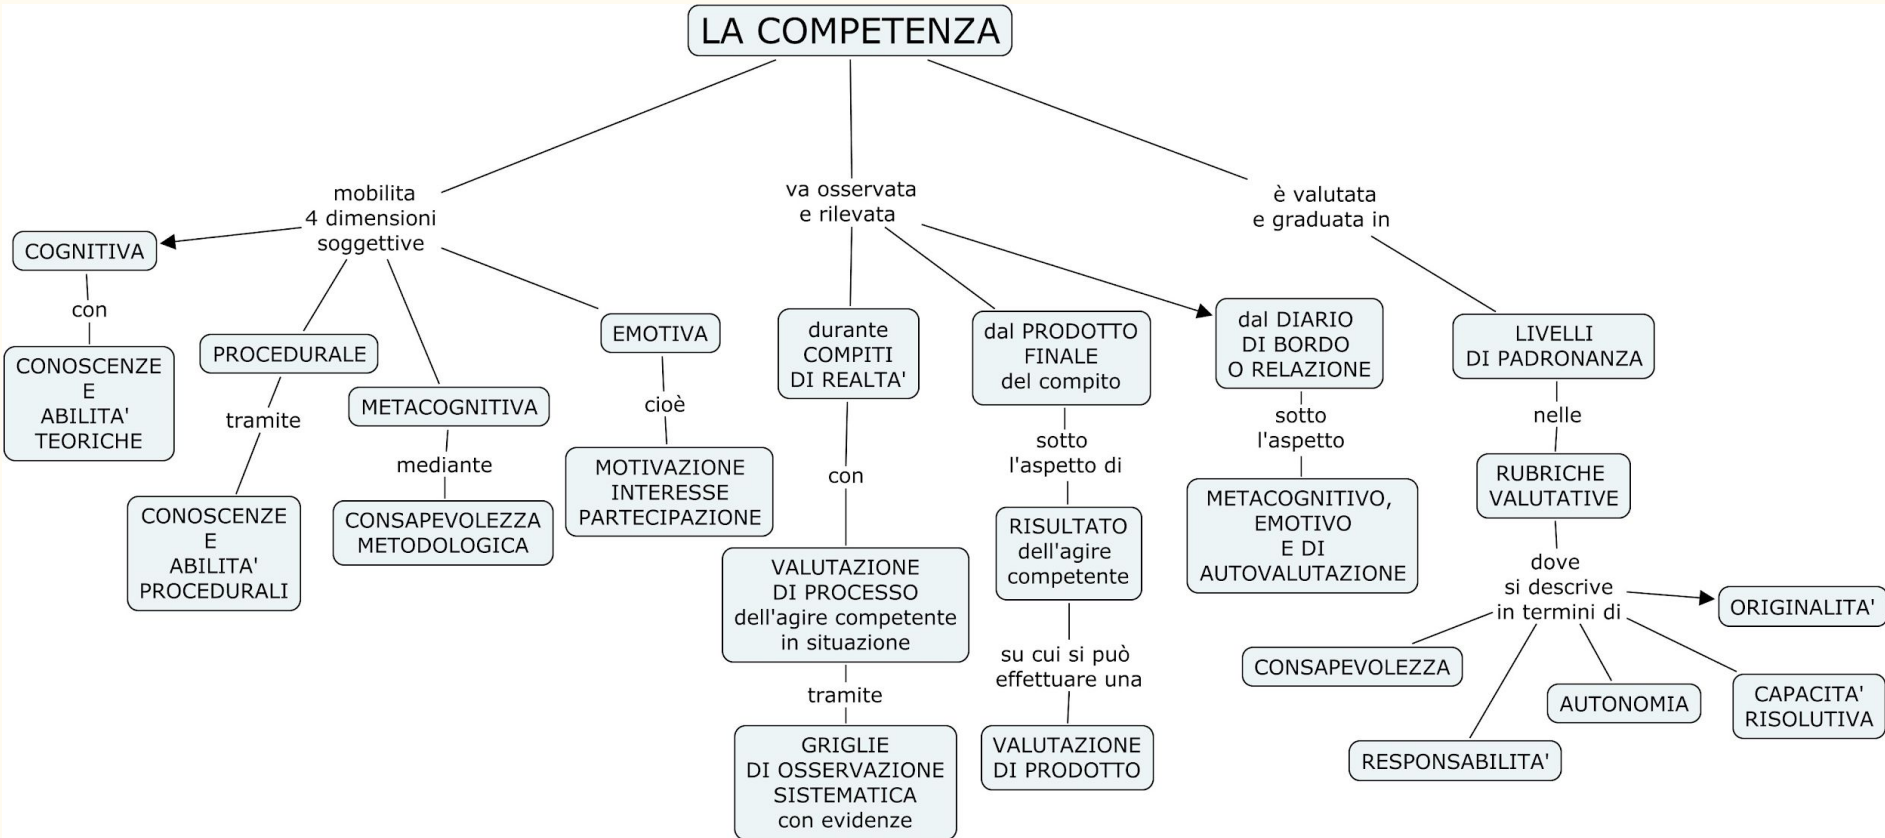 LA COMPETENZA
mobilita
4 dimensioni
soggettive
COGNITIVA
con
CONOSCENZE
E
ABILITA'
TEORICHE
PROCEDURALE
tramite
CONOSCENZE
E
ABILITA'
PROCEDURALI
METACOGNITIVA
mediante
CONSAPEVOLEZZA
METODOLOGICA
EMOTIVA
cioè
MOTIVAZIONE
INTERESSE
PARTECIPAZIONE
va osservata
e rilevata
durante
COMPITI
DI REALTA'
con
VALUTAZIONE
DI PROCESSO
dell'agire competente
in situazione
tramite
GRIGLIE
DI OSSERVAZIONE
SISTEMATICA
con evidenze
dal PRODOTTO
FINALE
del compito
sotto
l'aspetto di
RISULTATO
dell'agire
competente
su cui si può
effettuare una
VALUTAZIONE
DI PRODOTTO
dal DIARIO
DI BORDO
O RELAZIONE
sotto
l'aspetto
METACOGNITIVO,
EMOTIVO
E DI
AUTOVALUTAZIONE
è valutata
e graduata in
LIVELLI
DI PADRONANZA
nelle
RUBRICHE
VALUTATIVE
dove
si descrive
in termini di
CONSAPEVOLEZZA
RESPONSABILITA'
AUTONOMIA
CAPACITA'
RISOLUTIVA
ORIGINALITA'